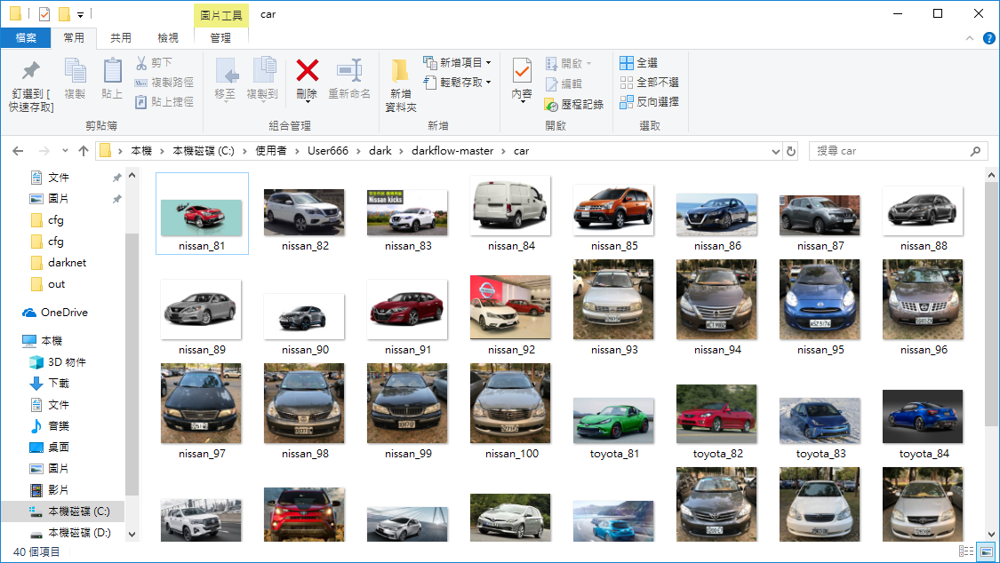 圖片工具
car
檔案
常用
共用
檢視
管理
釘選到 [
快速存取]
複製
貼上
剪下
複製路徑
貼上捷徑
剪貼簿
移至
複製到
刪除
重新命名
組合管理
新增
資料夾
新增項目
輕鬆存取
新增
內容
開啟
編輯
歷程記錄
開啟
全選
全部不選
反向選擇
選取
本機 › 本機磁碟 (C:) › 使用者 › User666 › dark › darkflow-master › car
搜尋 car
文件
圖片
cfg
cfg
darknet
out
OneDrive
本機
3D 物件
下載
文件
音樂
桌面
圖片
影片
本機磁碟 (C:)
本機磁碟 (D:)
Nissan kicks
nissan_81
nissan_82
nissan_83
nissan_84
nissan_85
nissan_86
nissan_87
nissan_88
nissan_89
nissan_90
nissan_91
nissan_92
nissan_93
nissan_94
nissan_95
nissan_96
nissan_97
nissan_98
nissan_99
nissan_100
toyota_81
toyota_82
toyota_83
toyota_84
40 個項目